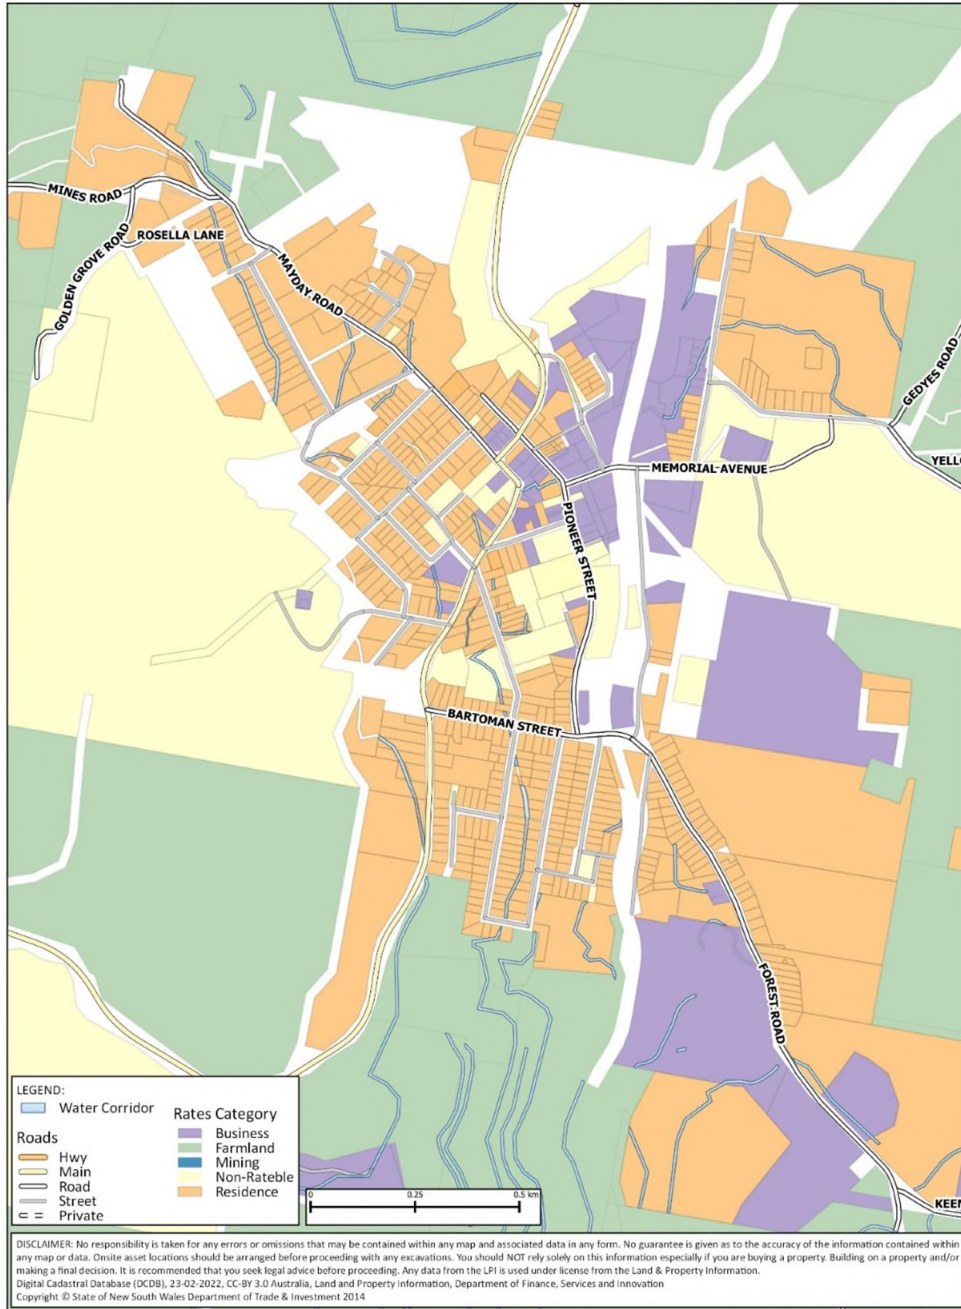 MINES ROAD
ROSELLA LANE
GOLDEN GROVE ROAD
MAYDAY ROAD
GEDYES ROAD
MEMORIAL AVENUE
YELLO
PIONEER STREET
BARTOMAN STREET
FOREST ROAD
KEEN
LEGEND:
Water Corridor
Roads
Hwy
Main
Road
Street
Private
Rates Category
Business
Farmland
Mining
Non-Rateble
Residence
0 0.25 0.5 km
DISCLAIMER: No responsibility is taken for any errors or omissions that may be contained within any map and associated data in any form. No guarantee is given as to the accuracy of the information contained within
any map or data. Onsite asset locations should be arranged before proceeding with any excavations. You should NOT rely solely on this information especially if you are buying a property. Building on a property and/or
making a final decision. It is recommended that you seek legal advice before proceeding. Any data from the LPI is used under license from the Land & Property Information.
Digital Cadastral Database (DCDB), 23-02-2022, CC-BY 3.0 Australia, Land and Property Information, Department of Finance, Services and Innovation
Copyright © State of New South Wales Department of Trade & Investment 2014